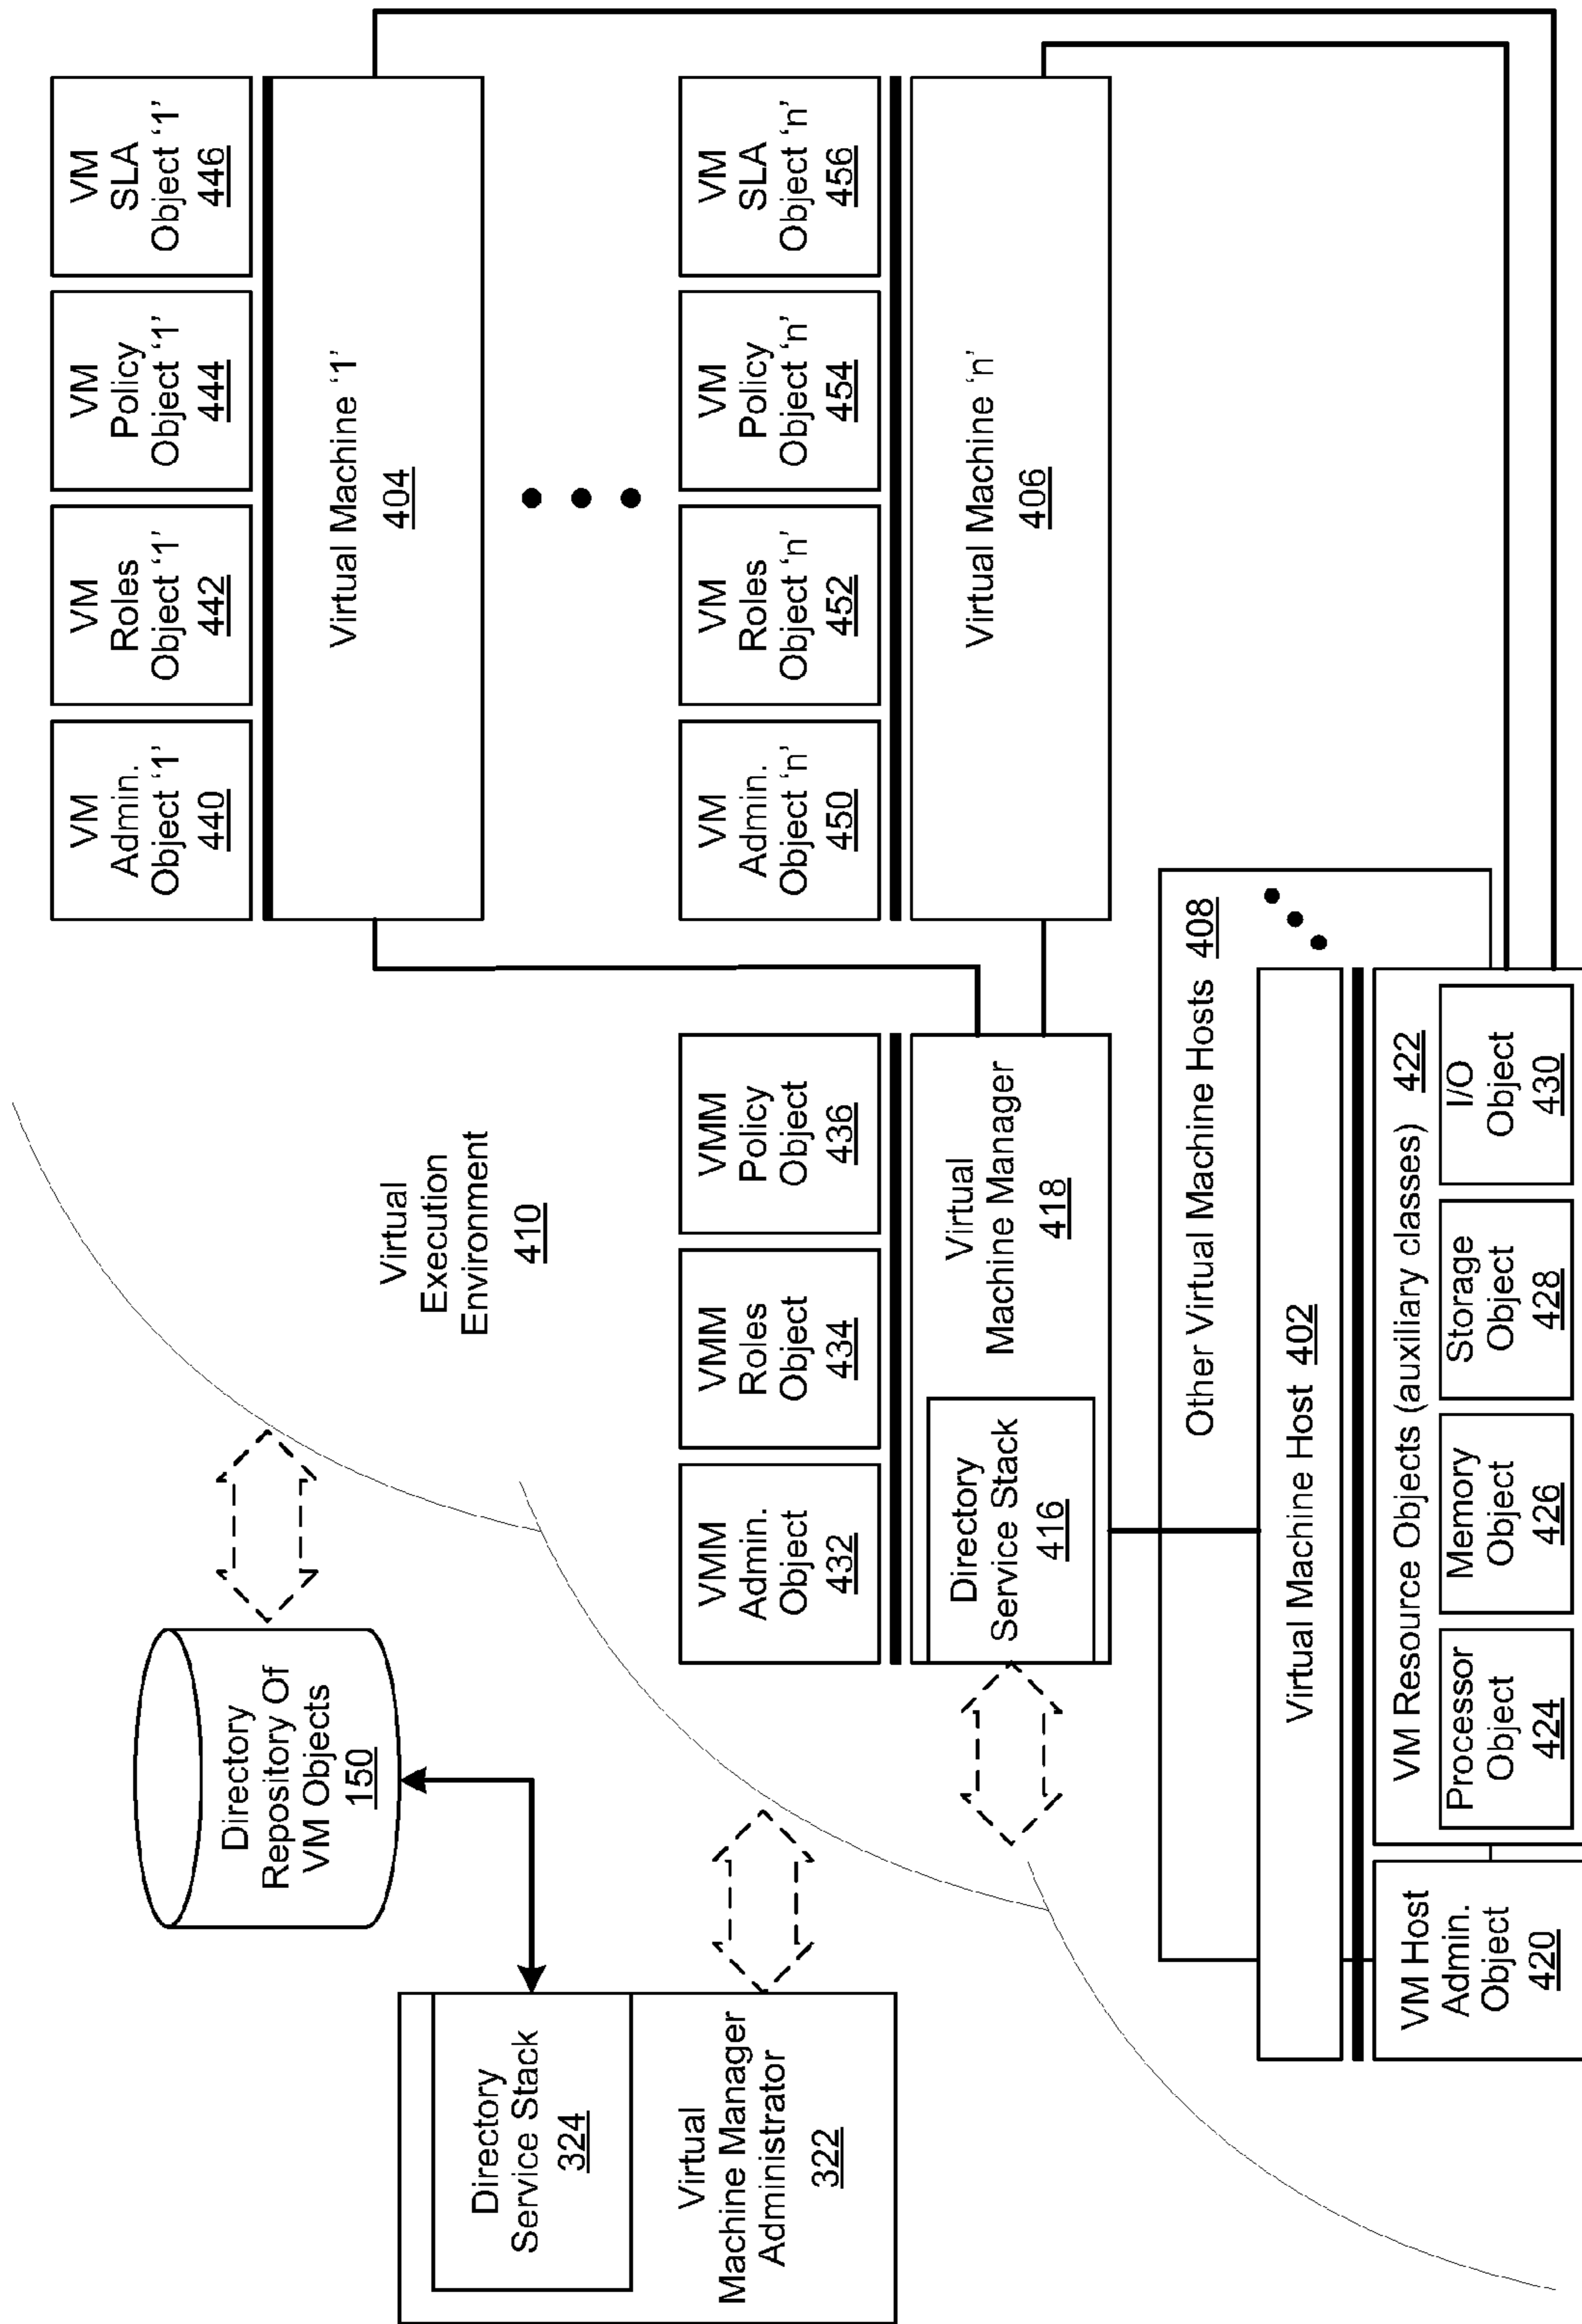 Directory
Repository Of
VM Objects
150
Directory
Service Stack
324
Virtual
Machine Manager
Administrator
322
Virtual
Execution
Environment
410
VMM
Admin.
Object
432
VMM
Roles
Object
434
VMM
Policy
Object
436
Directory
Service Stack
416
Virtual
Machine Manager
418
VM
Admin.
Object ‘1’
440
VM
Roles
Object ‘1’
442
VM
Policy
Object ‘1’
444
VM
SLA
Object ‘1’
446
Virtual Machine ‘1’
404
VM
Admin.
Object ‘n’
450
VM
Roles
Object ‘n’
452
VM
Policy
Object ‘n’
454
VM
SLA
Object ‘n’
456
Virtual Machine ‘n’
406
Other Virtual Machine Hosts 408
Virtual Machine Host 402
VM Host
Admin.
Object
420
VM Resource Objects (auxiliary classes) 422
Processor
Object
424
Memory
Object
426
Storage
Object
428
I/O
Object
430